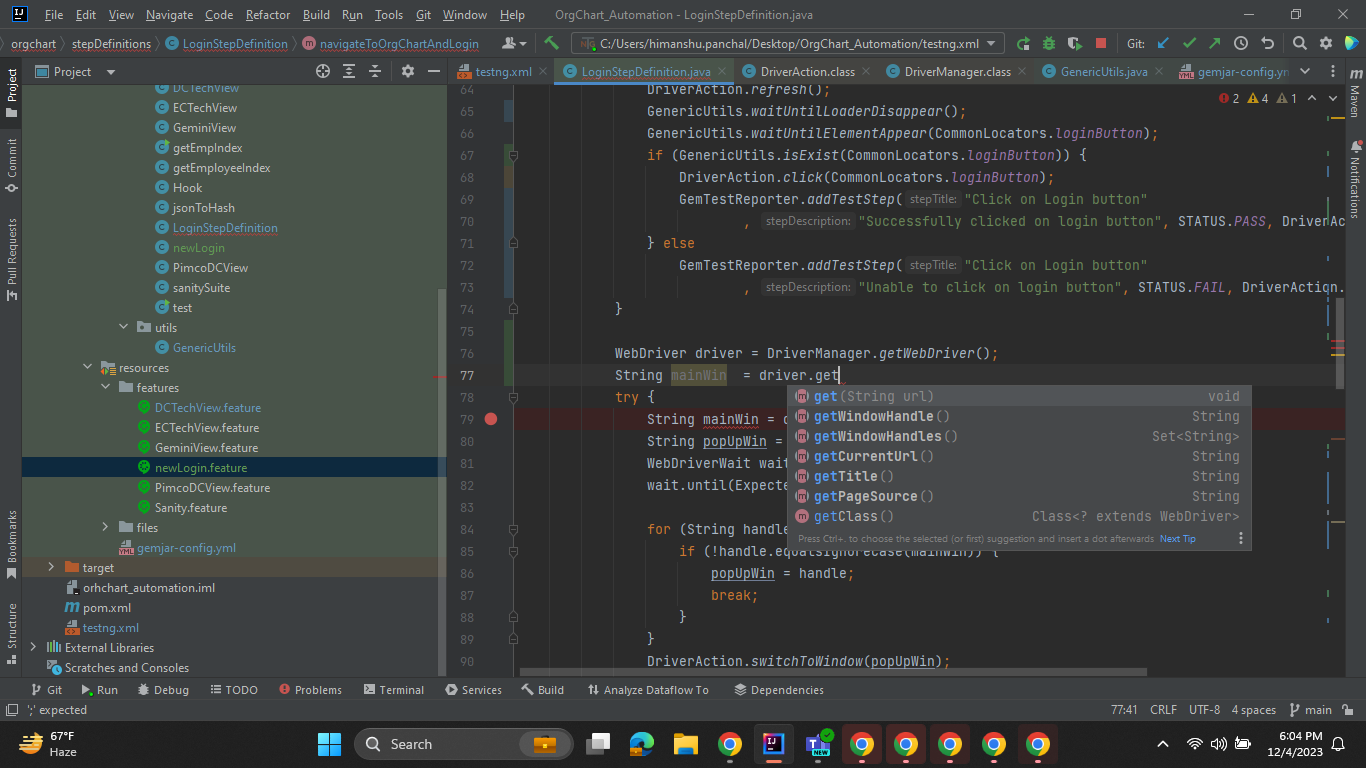 File Edit View Navigate Code Refactor Build Run Tools Git Window Help OrgChart_Automation - LoginStepDefinition.java
orgchart stepDefinitions LoginStepDefinition navigateToOrgChartAndLogin C:/Users/himanshu.panchal/Desktop/OrgChart_Automation/testng.xml Git:
Project
testng.xml LoginStepDefinition.java DriverAction.class DriverManager.class GenericUtils.java gemjar-config.yn
Project
Commit
Pull Requests
Bookmarks
Structure
DCTechView
ECTechView
GeminiView
getEmpIndex
getEmployeeIndex
Hook
jsonToHash
LoginStepDefinition
newLogin
PimcoDCView
sanitySuite
test
utils
GenericUtils
resources
features
DCTechView.feature
ECTechView.feature
GeminiView.feature
newLogin.feature
PimcoDCView.feature
Sanity.feature
files
gemjar-config.yml
target
orhchart_automation.iml
pom.xml
testng.xml
External Libraries
Scratches and Consoles
2 4 1
64 DriverAction.refresh();
65 GenericUtils.waitUntilLoaderDisappear();
66 GenericUtils.waitUntilElementAppear(CommonLocators.loginButton);
67 if (GenericUtils.isExist(CommonLocators.loginButton)) {
68 DriverAction.click(CommonLocators.loginButton);
69 GemTestReporter.addTestStep( stepTitle: "Click on Login button"
70 , stepDescription: "Successfully clicked on login button", STATUS.PASS, DriverAc
71 } else
72 GemTestReporter.addTestStep( stepTitle: "Click on Login button"
73 , stepDescription: "Unable to click on login button", STATUS.FAIL, DriverAction.
74 }
75
76 WebDriver driver = DriverManager.getWebDriver();
77 String mainWin = driver.get
78 try {
79 String mainWin = d
80 String popUpWin =
81 WebDriverWait wait
82 wait.until(Expecte
83
84 for (String handle
85 if (!handle.equalsIgnoreCase(mainWin)) {
86 popUpWin = handle;
87 break;
88 }
89 }
90 DriverAction.switchToWindow(popUpWin);
get(String url) void
getWindowHandle() String
getWindowHandles() Set<String>
getCurrentUrl() String
getTitle() String
getPageSource() String
getClass() Class<? extends WebDriver>
Press Ctrl+. to choose the selected (or first) suggestion and insert a dot afterwards Next Tip
Maven
Notifications
Git Run Debug TODO Problems Terminal Services Build Analyze Dataflow To Dependencies
';' expected 77:41 CRLF UTF-8 4 spaces main
67°F
Haze
Search
NEW
6:04 PM
12/4/2023